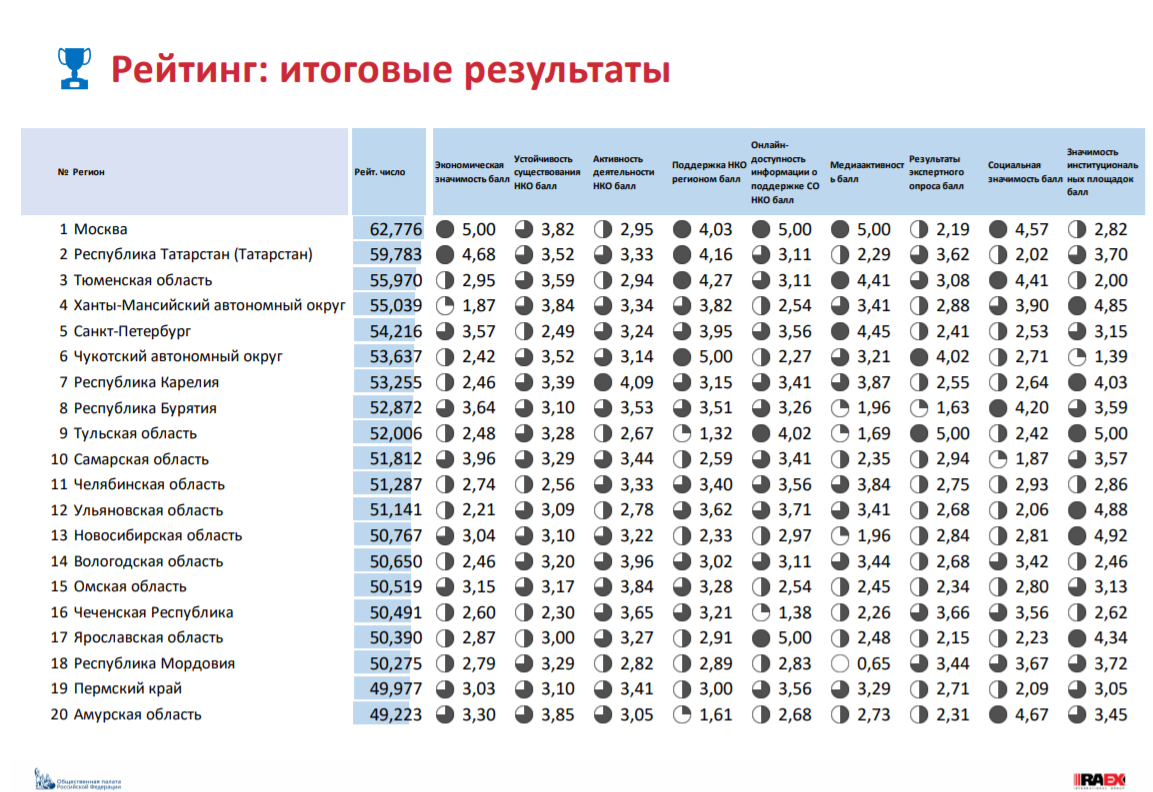 Рейтинг: итоговые результаты
№ Регион Рейт. число Экономическая значимость балл Устойчивость существования НКО балл Активность деятельности НКО балл Поддержка НКО регионом балл Онлайн-доступность информации о поддержке СО НКО балл Медиаактивность балл Результаты экспертного опроса балл Социальная значимость балл Значимость институциональных площадок балл
1 Москва 62,776 5,00 3,82 2,95 4,03 5,00 5,00 2,19 4,57 2,82
2 Республика Татарстан (Татарстан) 59,783 4,68 3,52 3,33 4,16 3,11 2,29 3,62 2,02 3,70
3 Тюменская область 55,970 2,95 3,59 2,94 4,27 3,11 4,41 3,08 4,41 2,00
4 Ханты-Мансийский автономный округ 55,039 1,87 3,84 3,34 3,82 2,54 3,41 2,88 3,90 4,85
5 Санкт-Петербург 54,216 3,57 2,49 3,24 3,95 3,56 4,45 2,41 2,53 3,15
6 Чукотский автономный округ 53,637 2,42 3,52 3,14 5,00 2,27 3,21 4,02 2,71 1,39
7 Республика Карелия 53,255 2,46 3,39 4,09 3,15 3,41 3,87 2,55 2,64 4,03
8 Республика Бурятия 52,872 3,64 3,10 3,53 3,51 3,26 1,96 1,63 4,20 3,59
9 Тульская область 52,006 2,48 3,28 2,67 1,32 4,02 1,69 5,00 2,42 5,00
10 Самарская область 51,812 3,96 3,29 3,44 2,59 3,41 2,35 2,94 1,87 3,57
11 Челябинская область 51,287 2,74 2,56 3,33 3,40 3,56 3,84 2,75 2,93 2,86
12 Ульяновская область 51,141 2,21 3,09 2,78 3,62 3,71 3,41 2,68 2,06 4,88
13 Новосибирская область 50,767 3,04 3,10 3,22 2,33 2,97 1,96 2,84 2,81 4,92
14 Вологодская область 50,650 2,46 3,20 3,96 3,02 3,11 3,44 2,68 3,42 2,46
15 Омская область 50,519 3,15 3,17 3,84 3,28 2,54 2,45 2,34 2,80 3,13
16 Чеченская Республика 50,491 2,60 2,30 3,65 3,21 1,38 2,26 3,66 3,56 2,62
17 Ярославская область 50,390 2,87 3,00 3,27 2,91 5,00 2,48 2,15 2,23 4,34
18 Республика Мордовия 50,275 2,79 3,29 2,82 2,89 2,83 0,65 3,44 3,67 3,72
19 Пермский край 49,977 3,03 3,10 3,41 3,00 3,56 3,29 2,71 2,09 3,05
20 Амурская область 49,223 3,30 3,85 3,05 1,61 2,68 2,73 2,31 4,67 3,45
Общественная палата
Российской Федерации
RAEX
INTERNATIONAL GROUP